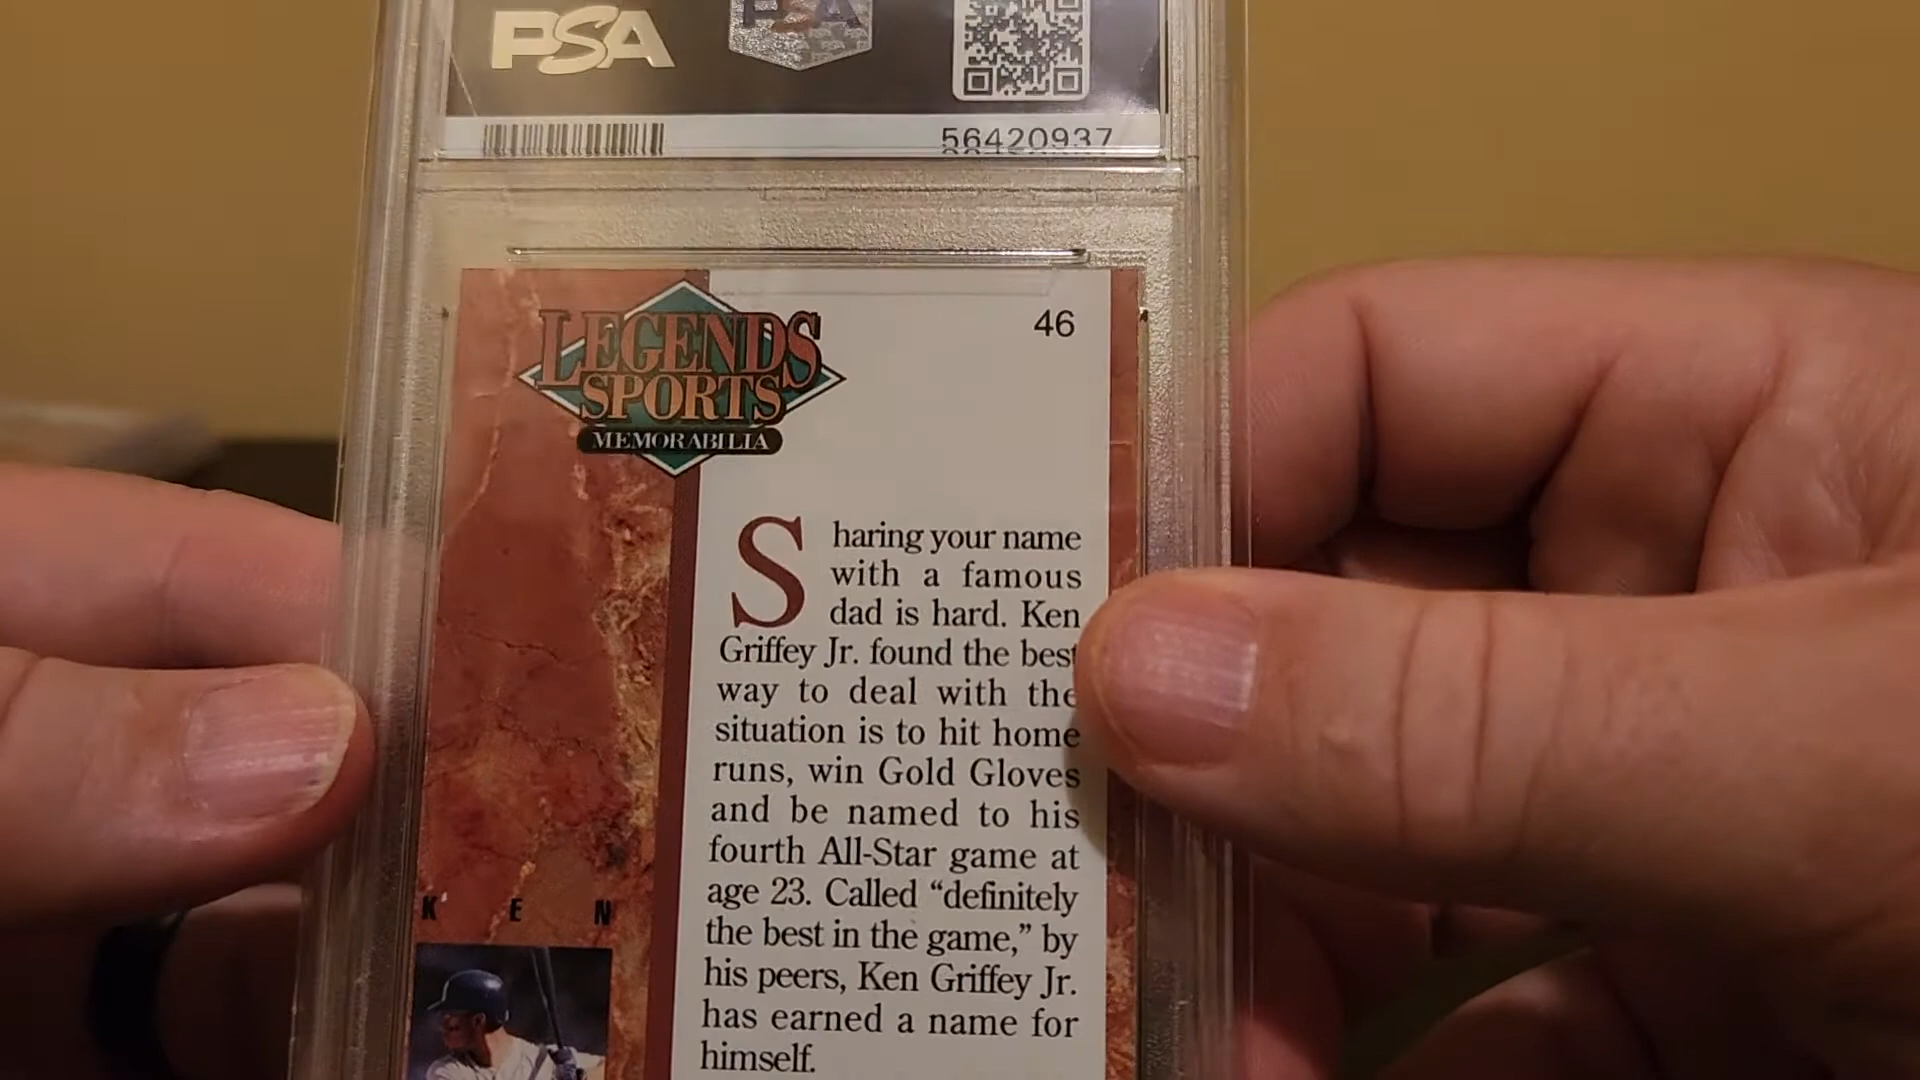 PSA
PSA
56420937
LEGENDS
SPORTS
MEMORABILIA
46
Sharing your name
with a famous
dad is hard. Ken
Griffey Jr. found the best
way to deal with the
situation is to hit home
runs, win Gold Gloves
and be named to his
fourth All-Star game at
age 23. Called “definitely
the best in the game,” by
his peers, Ken Griffey Jr.
has earned a name for
himself.
KEN